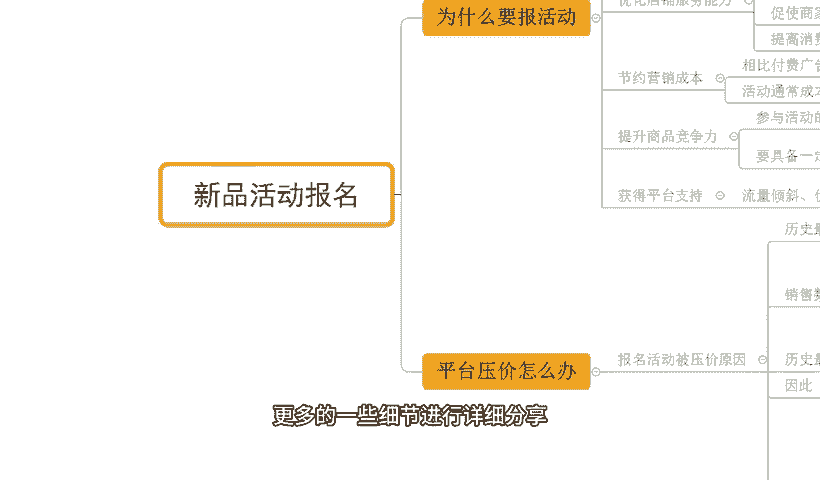 新品活动报名
为什么要报活动
优化店铺服务能力
促使商家
提高消费
节约营销成本
相比付费广告
活动通常成本
提升商品竞争力
参与活动的
要具备一定
获得平台支持
流量倾斜、优
平台压价怎么办
报名活动被压价原因
历史最
销售数
历史最
因此
更多的一些细节进行详细分享